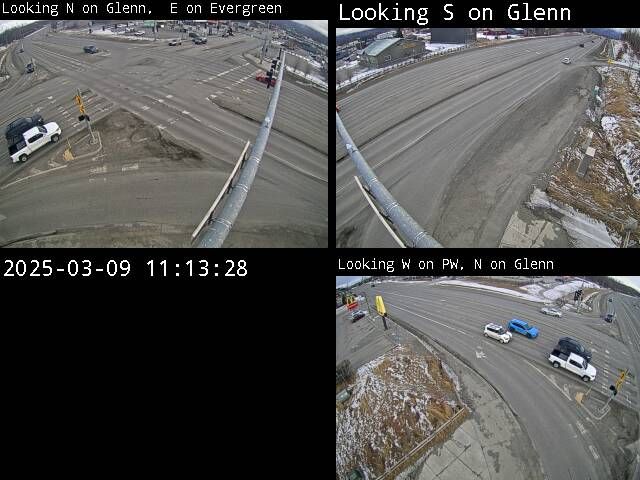 Looking N on Glenn,  E on Evergreen
Looking S on Glenn
2025-03-09 11:13:28
Looking W on PW, N on Glenn